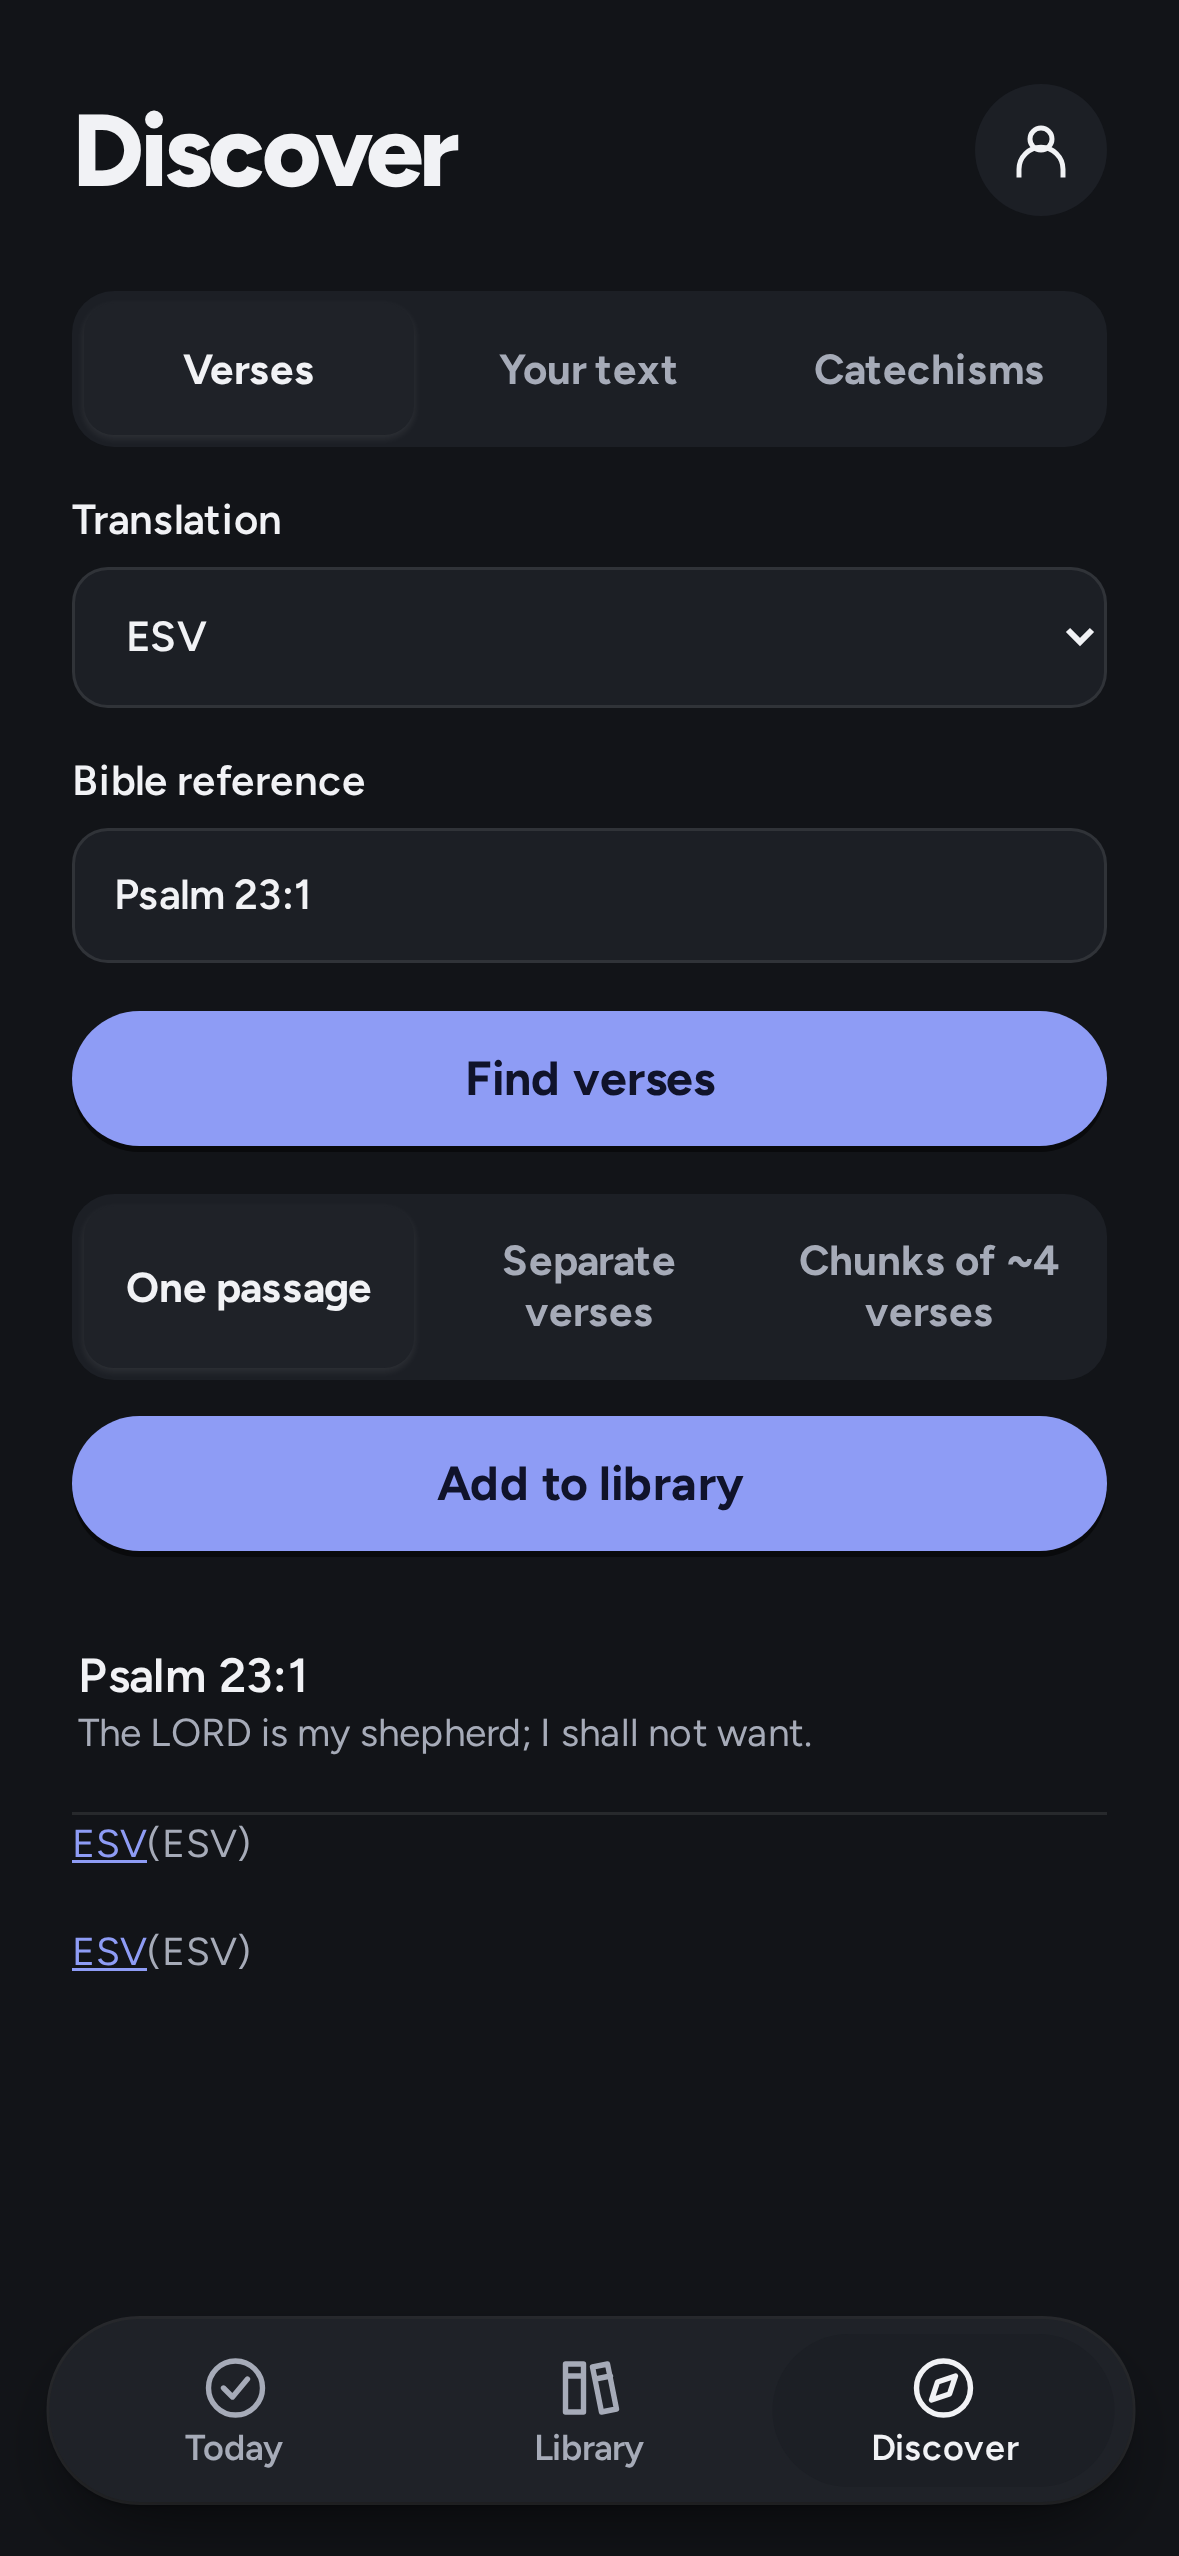 Discover
Verses
Your text
Catechisms
Translation
ESV
Bible reference
Psalm 23:1
Find verses
One passage
Separate
verses
Chunks of ~4
verses
Add to library
Psalm 23:1
The LORD is my shepherd; I shall not want.
ESV(ESV)
ESV(ESV)
Today
Library
Discover